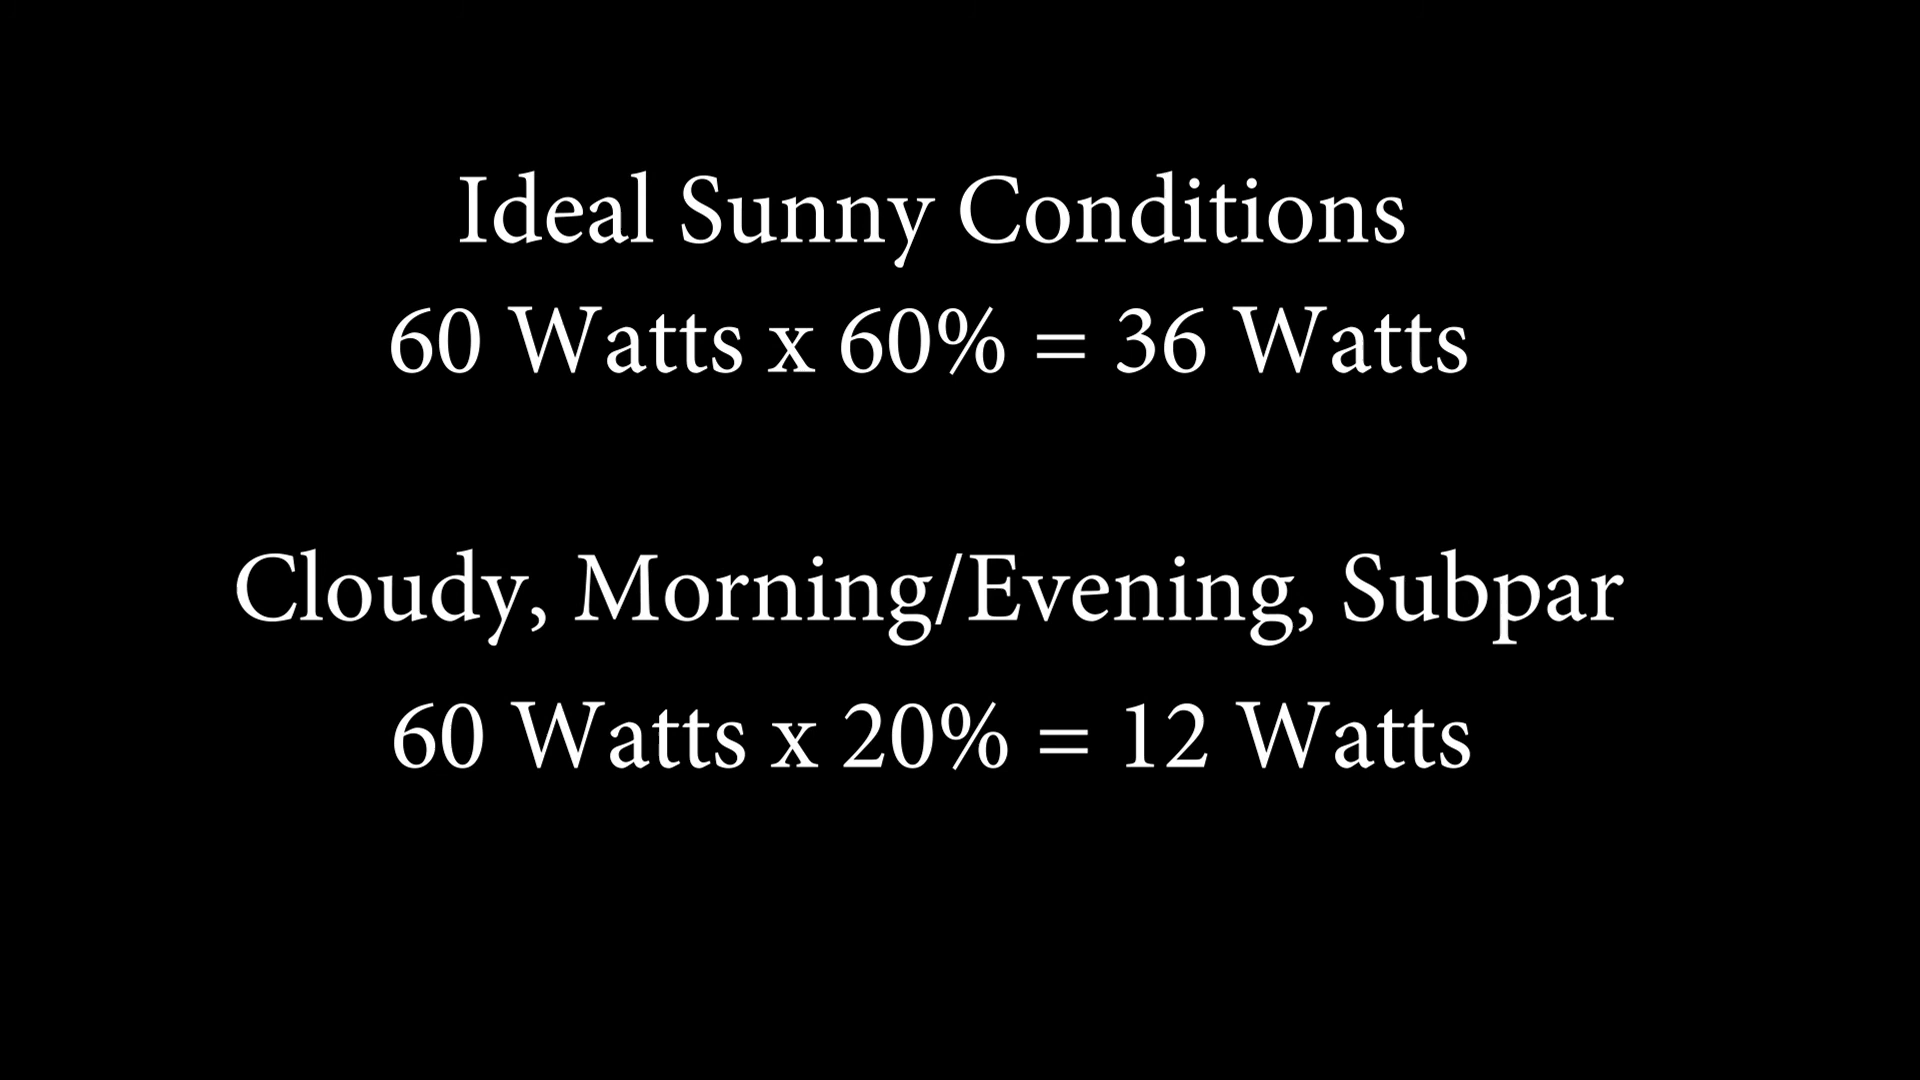 Ideal Sunny Conditions
60 Watts x 60% = 36 Watts
Cloudy, Morning/Evening, Subpar
60 Watts x 20% = 12 Watts